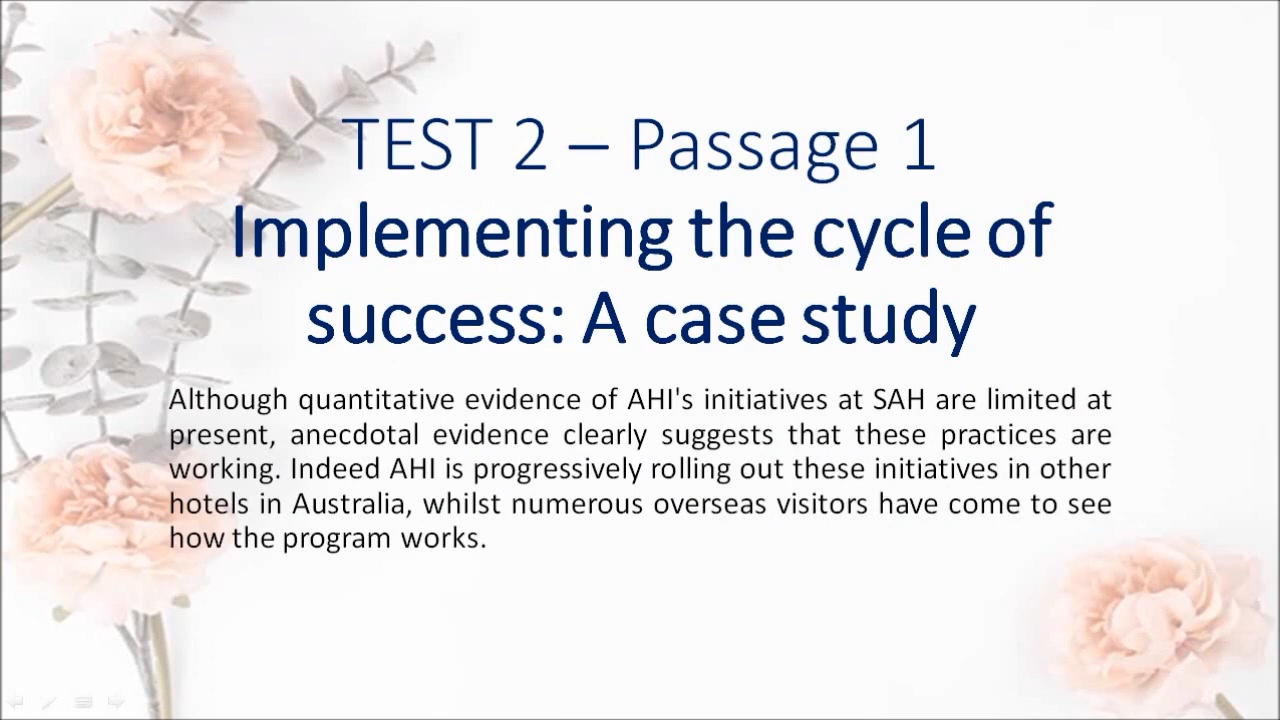 TEST 2 – Passage 1
Implementing the cycle of
success: A case study
Although quantitative evidence of AHI's initiatives at SAH are limited at
present, anecdotal evidence clearly suggests that these practices are
working. Indeed AHI is progressively rolling out these initiatives in other
hotels in Australia, whilst numerous overseas visitors have come to see
how the program works.